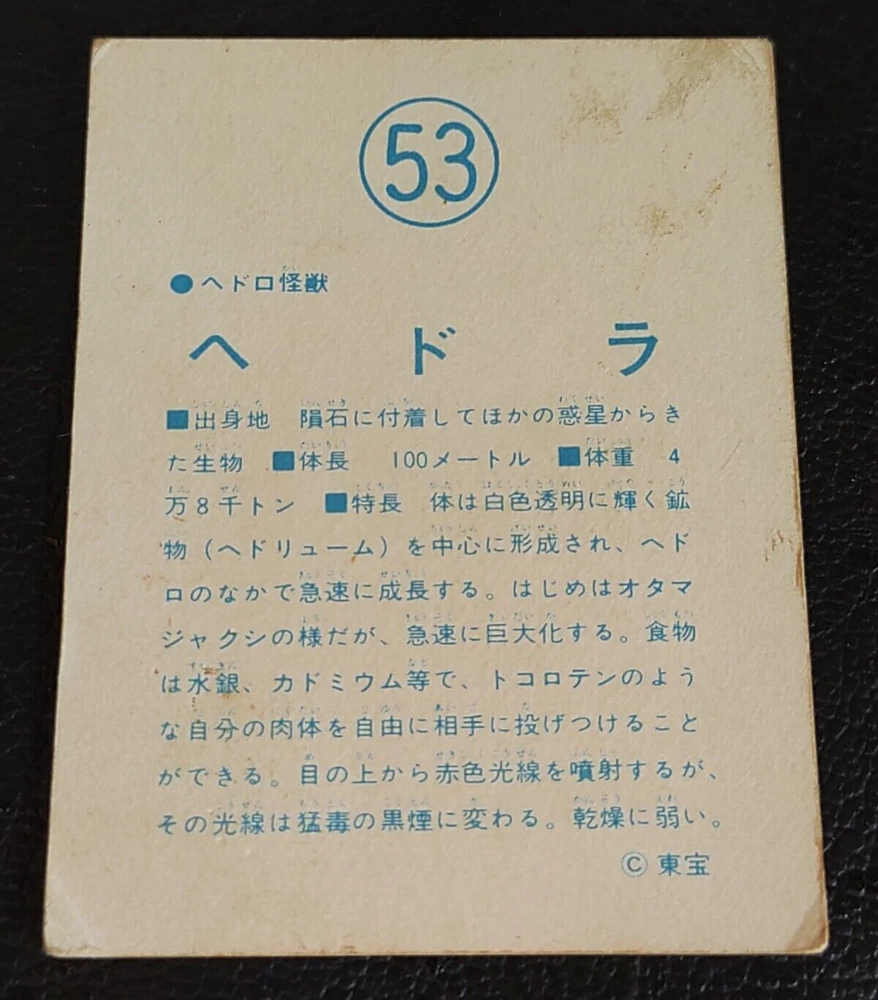 53
●ヘドロ怪獣
ヘドラ
■出身地 隕石に付着してほかの惑星からき
た生物 ■体長 100メートル ■体重 4
万8千トン ■特長 体は白色透明に輝く鉱
物(ヘドリューム)を中心に形成され、ヘド
ロのなかで急速に成長する。はじめはオタマ
ジャクシの様だが、急速に巨大化する。食物
は水銀、カドミウム等で、トコロテンのよう
な自分の肉体を自由に相手に投げつけること
ができる。目の上から赤色光線を噴射するが、
その光線は猛毒の黒煙に変わる。乾燥に弱い。
©東宝